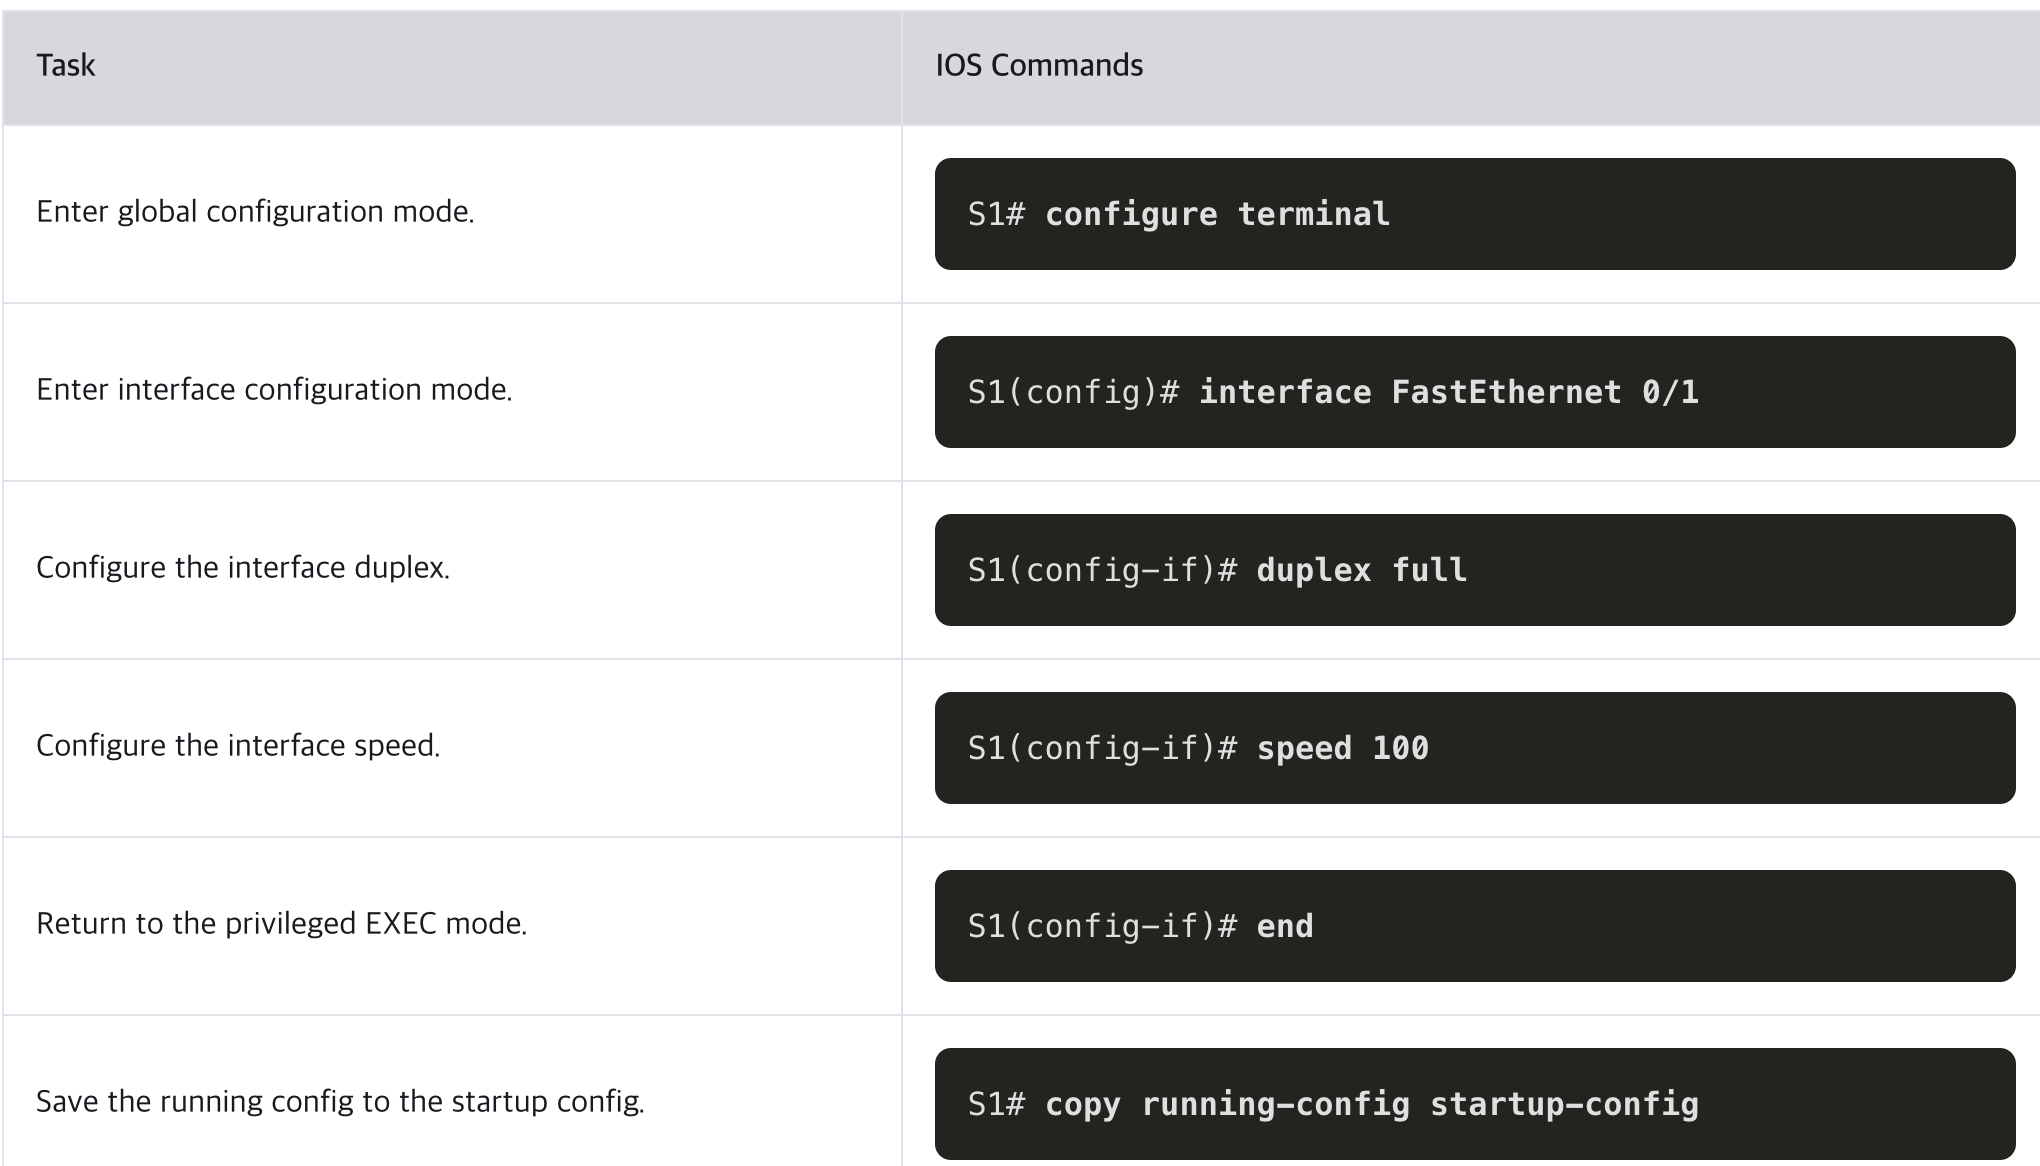 Task
IOS Commands
Enter global configuration mode.
S1# configure terminal
Enter interface configuration mode.
S1(config)# interface FastEthernet 0/1
Configure the interface duplex.
S1(config-if)# duplex full
Configure the interface speed.
S1(config-if)# speed 100
Return to the privileged EXEC mode.
S1(config-if)# end
Save the running config to the startup config.
S1# copy running-config startup-config